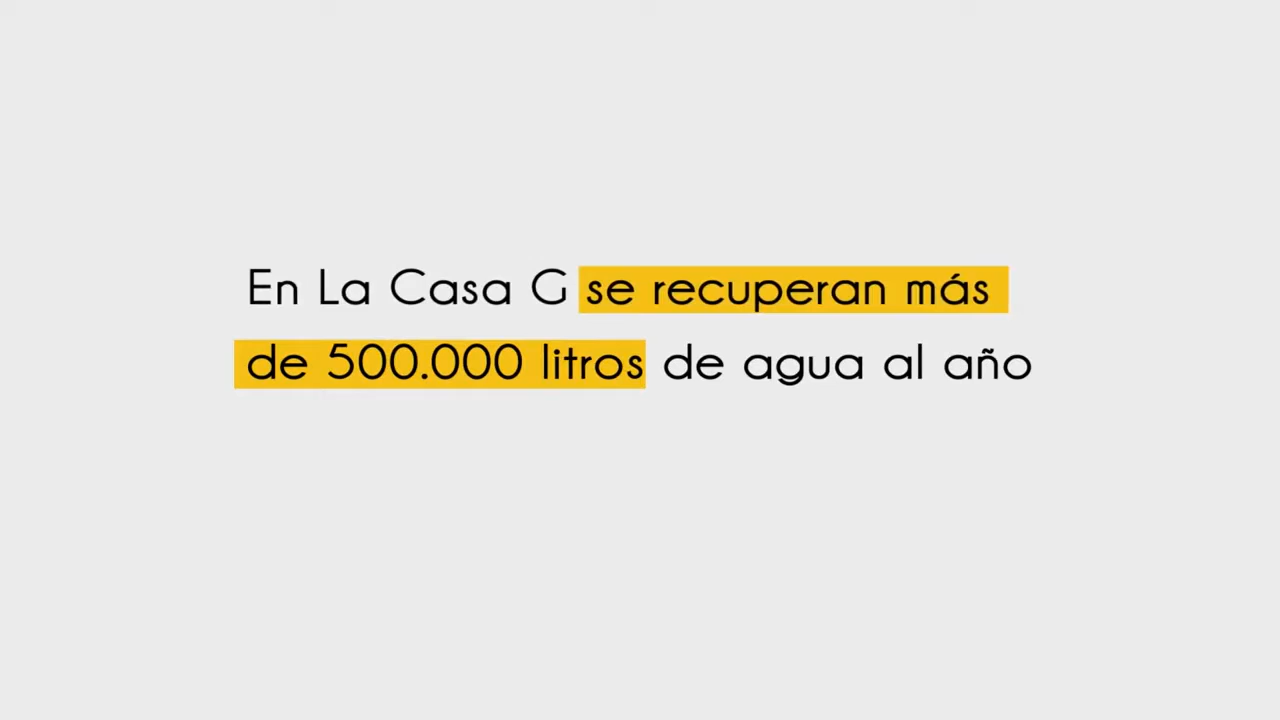 En La Casa G se recuperan más
de 500.000 litros de agua al año